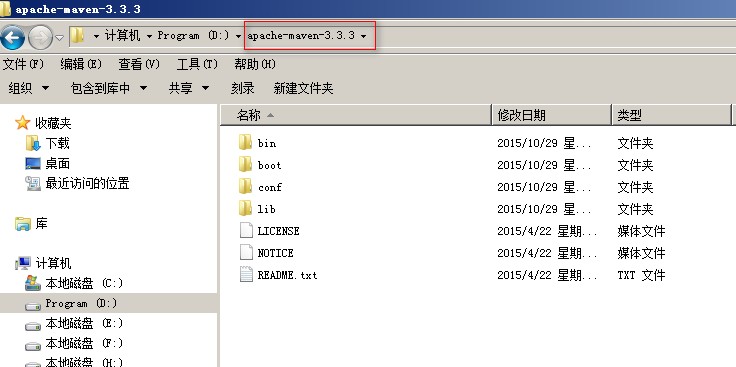 apache-maven-3.3.3
计算机 Program (D:) apache-maven-3.3.3
文件(F) 编辑(E) 查看(V) 工具(T) 帮助(H)
组织 包含到库中 共享 刻录 新建文件夹
收藏夹
下载
桌面
最近访问的位置
库
计算机
本地磁盘 (C:)
Program (D:)
本地磁盘 (E:)
本地磁盘 (F:)
本地磁盘 (H:)
名称 修改日期 类型
bin 2015/10/29 星... 文件夹
boot 2015/10/29 星... 文件夹
conf 2015/10/29 星... 文件夹
lib 2015/10/29 星... 文件夹
LICENSE 2015/4/22 星期... 媒体文件
NOTICE 2015/4/22 星期... 媒体文件
README.txt 2015/4/22 星期... TXT 文件